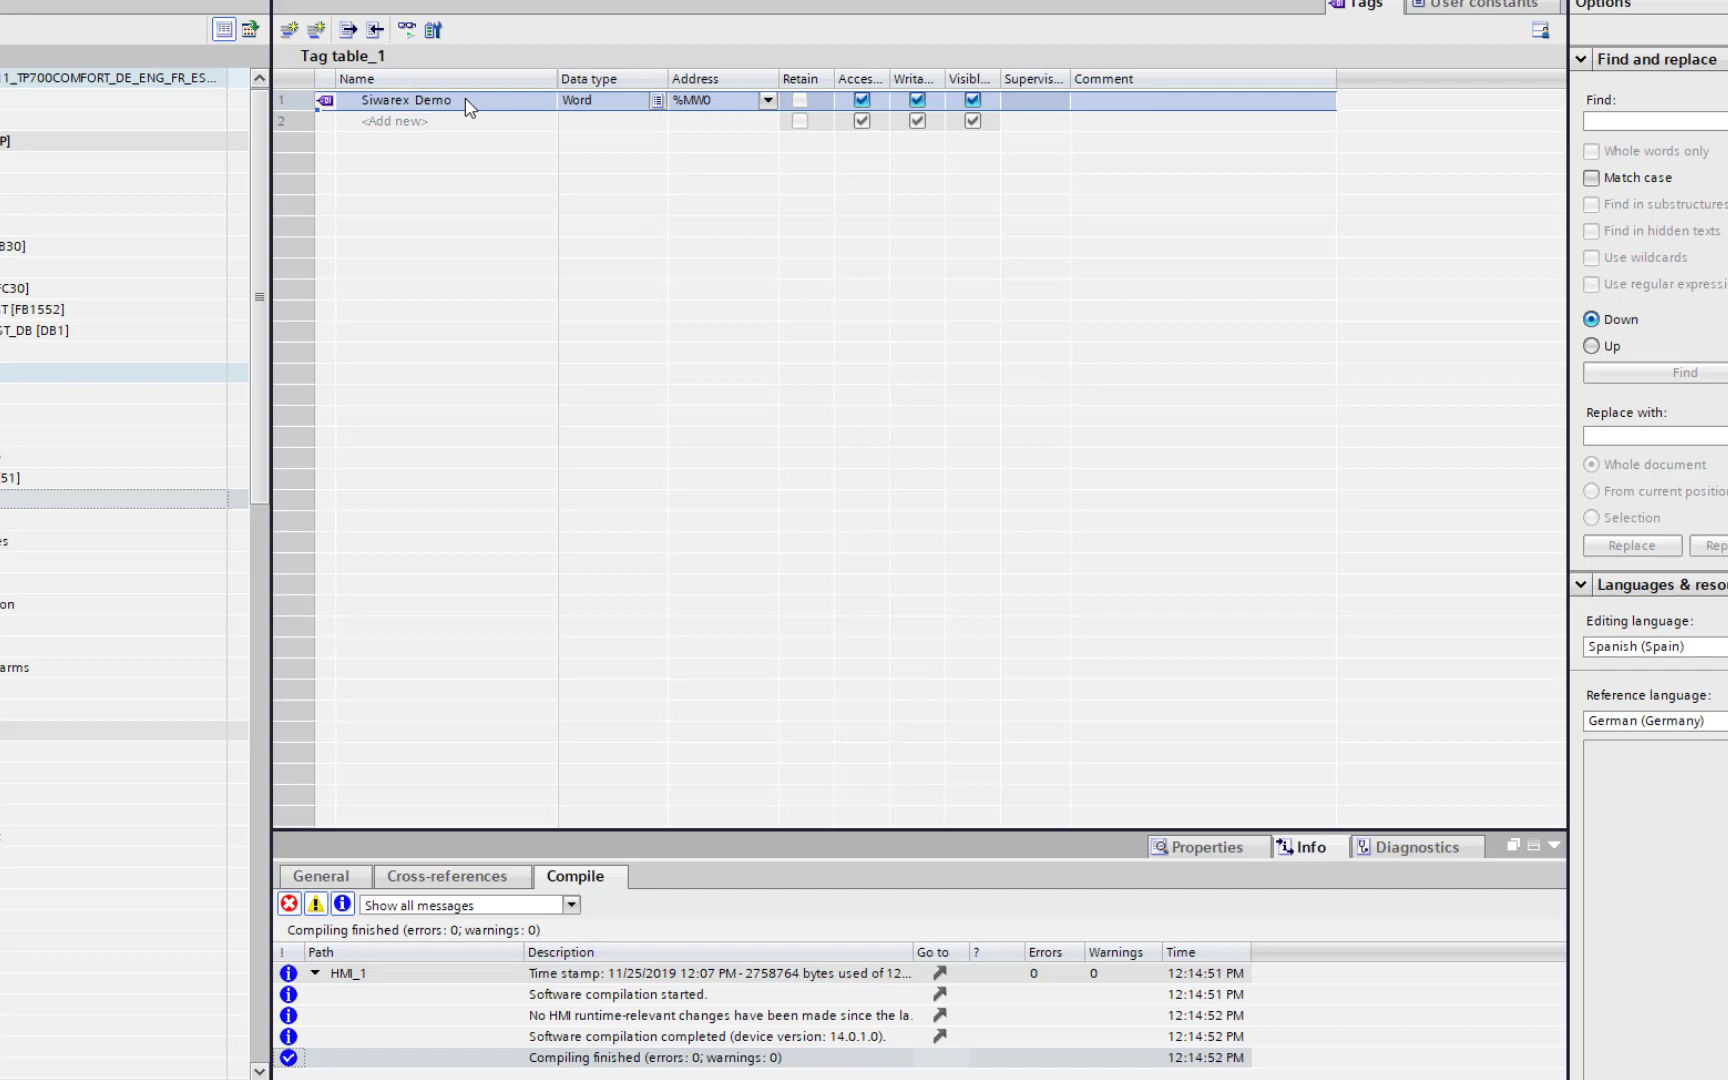 Tags
User constants
Options
11_TP700COMFORT_DE_ENG_FR_ES...
P]
B30]
FC30]
T [FB1552]
ST_DB [DB1]
51]
es
on
arms
Tag table_1
Name Data type Address Retain Acces... Writa... Visibl... Supervis... Comment
1 Siwarex Demo Word %MW0
2 <Add new>
Find and replace
Find:
Whole words only
Match case
Find in substructures
Find in hidden texts
Use wildcards
Use regular expressi
Down
Up
Find
Replace with:
Whole document
From current position
Selection
Replace Rep
Languages & reso
Editing language:
Spanish (Spain)
Reference language:
German (Germany)
Properties Info Diagnostics
General Cross-references Compile
Show all messages
Compiling finished (errors: 0; warnings: 0)
! Path Description Go to ? Errors Warnings Time
HMI_1 Time stamp: 11/25/2019 12:07 PM - 2758764 bytes used of 12... 0 0 12:14:51 PM
Software compilation started. 12:14:51 PM
No HMI runtime-relevant changes have been made since the la. 12:14:52 PM
Software compilation completed (device version: 14.0.1.0). 12:14:52 PM
Compiling finished (errors: 0; warnings: 0) 12:14:52 PM